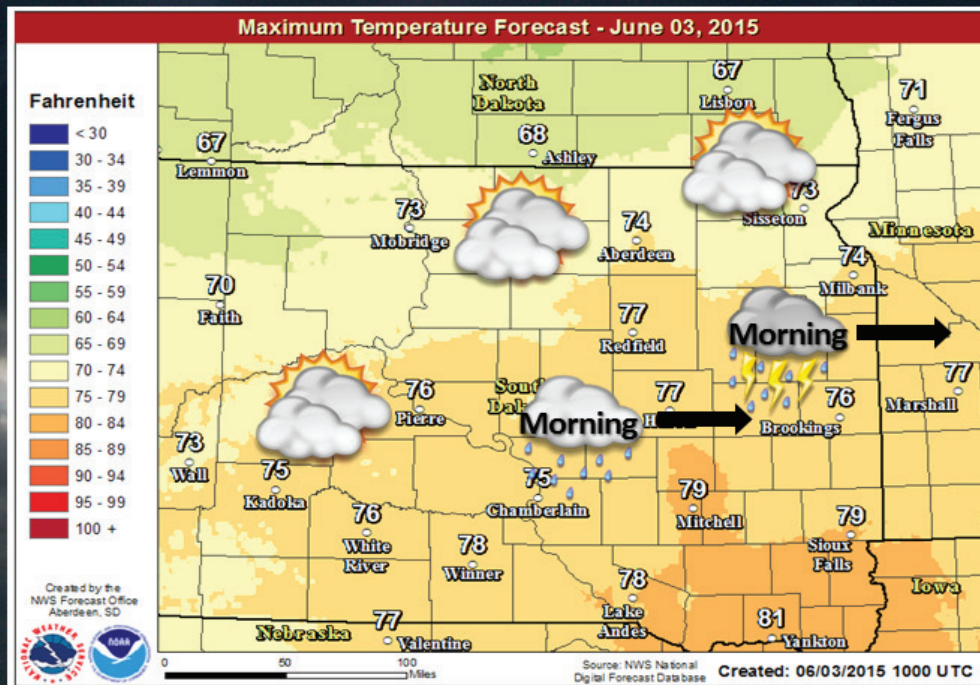 Maximum Temperature Forecast - June 03, 2015
Fahrenheit
< 30
30 - 34
35 - 39
40 - 44
45 - 49
50 - 54
55 - 59
60 - 64
65 - 69
70 - 74
75 - 79
80 - 84
85 - 89
90 - 94
95 - 99
100 +
Created by the
NWS Forecast Office
Aberdeen, SD
NATIONAL WEATHER SERVICE
NOAA
North
Dakota
67
Lisbon
71
Fergus
Falls
67
Lemmon
68
Ashley
73
Mobridge
74
Aberdeen
73
Sisseton
Minnesota
74
Milbank
70
Faith
77
Redfield
Morning
76
Pierre
South
77
Morning
76
Brookings
77
Marshall
73
Wall
75
Kadoka
75
Chamberlain
79
Mitchell
76
White
River
78
Winner
79
Sioux
Falls
78
Lake
Andes
81
Yankton
Iowa
Nebraska
77
Valentine
0 50 100
Miles
Source: NWS National
Digital Forecast Database
Created: 06/03/2015 1000 UTC